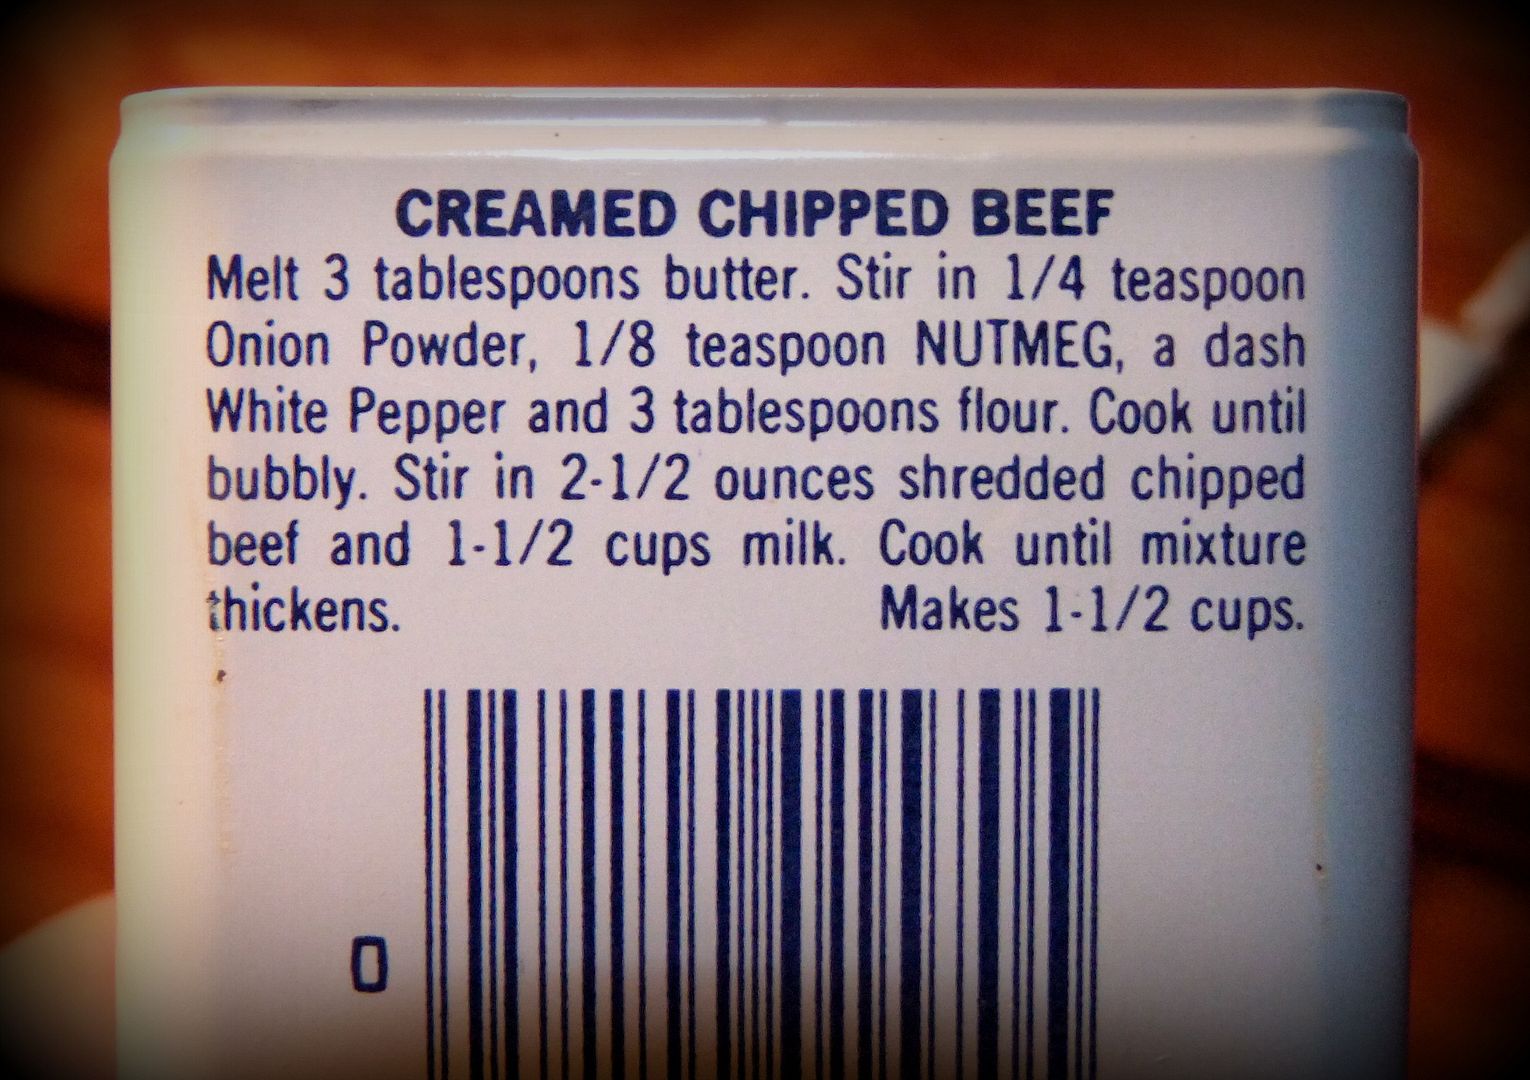 CREAMED CHIPPED BEEF
Melt 3 tablespoons butter. Stir in 1/4 teaspoon
Onion Powder, 1/8 teaspoon NUTMEG, a dash
White Pepper and 3 tablespoons flour. Cook until
bubbly. Stir in 2-1/2 ounces shredded chipped
beef and 1-1/2 cups milk. Cook until mixture
thickens. Makes 1-1/2 cups.
0